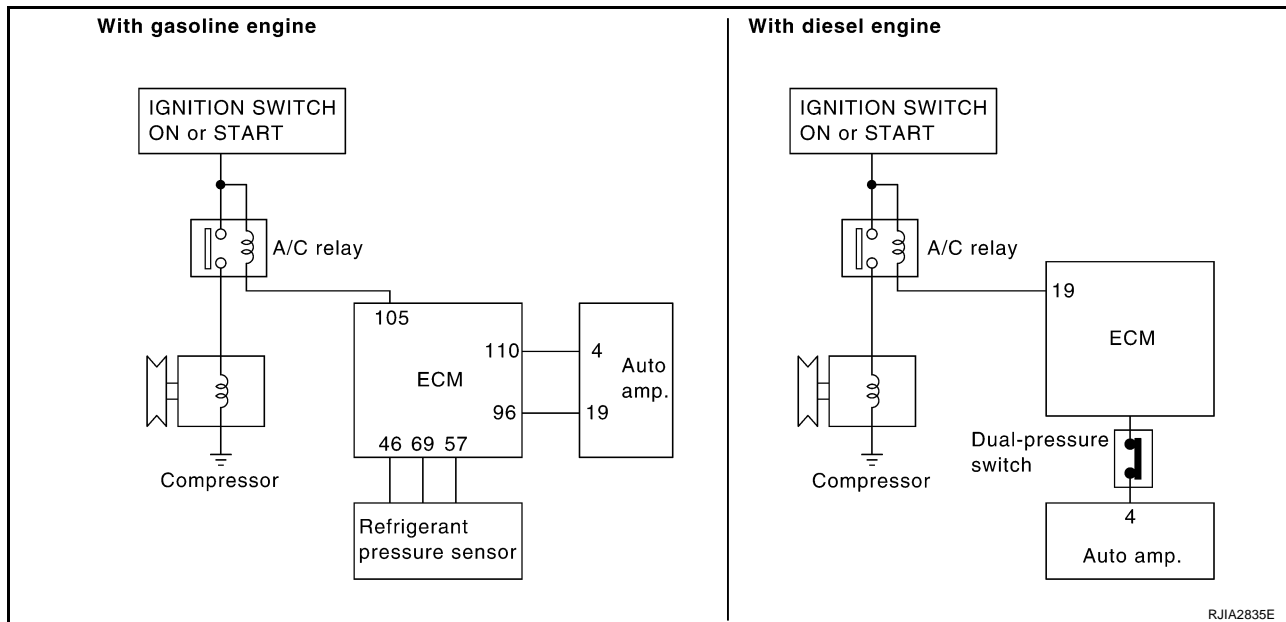 With gasoline engine
IGNITION SWITCH
ON or START
A/C relay
105
110
4
ECM
Auto
amp.
96
19
46 69 57
Compressor
Refrigerant
pressure sensor
With diesel engine
IGNITION SWITCH
ON or START
A/C relay
19
ECM
Dual-pressure
switch
Compressor
4
Auto amp.
RJIA2835E